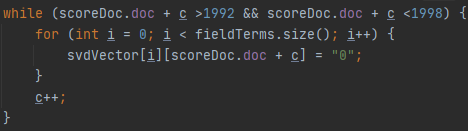 while (scoreDoc.doc + c >1992 && scoreDoc.doc + c <1998) {
    for (int i = 0; i < fieldTerms.size(); i++) {
        svdVector[i][scoreDoc.doc + c] = "0";
    }
    c++;
}